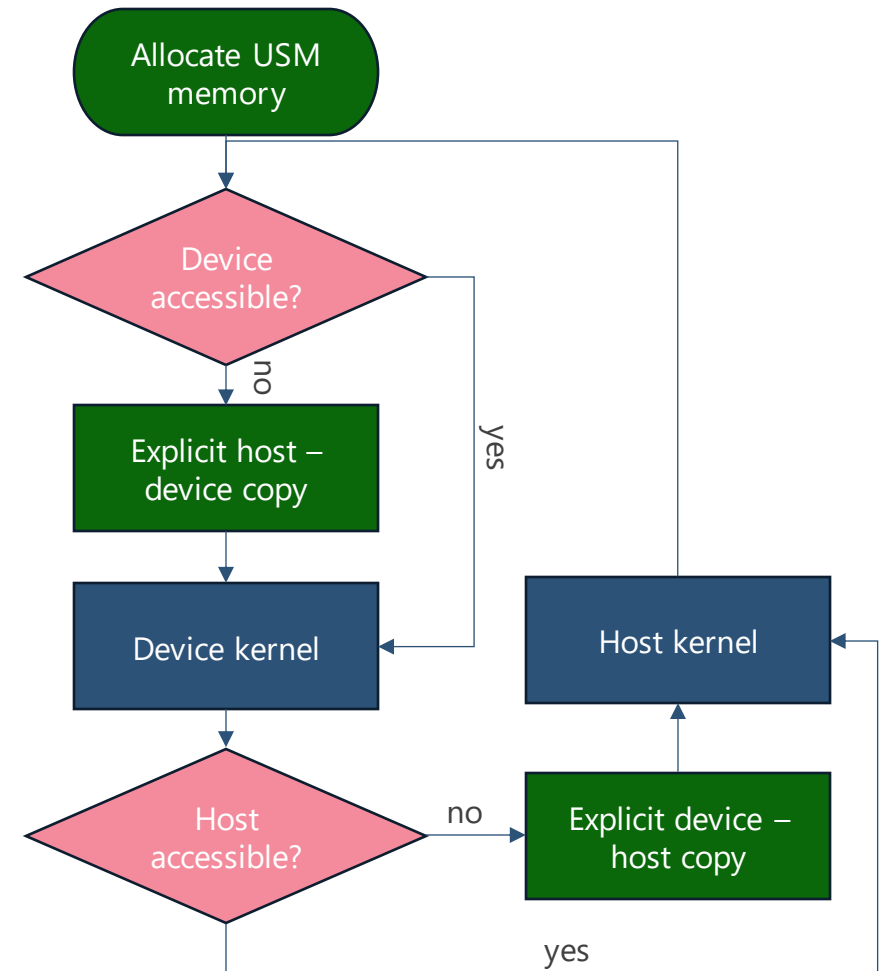 Allocate USM
memory
Device
accessible?
no
yes
Explicit host –
device copy
Device kernel
Host kernel
Host
accessible?
no
Explicit device –
host copy
yes